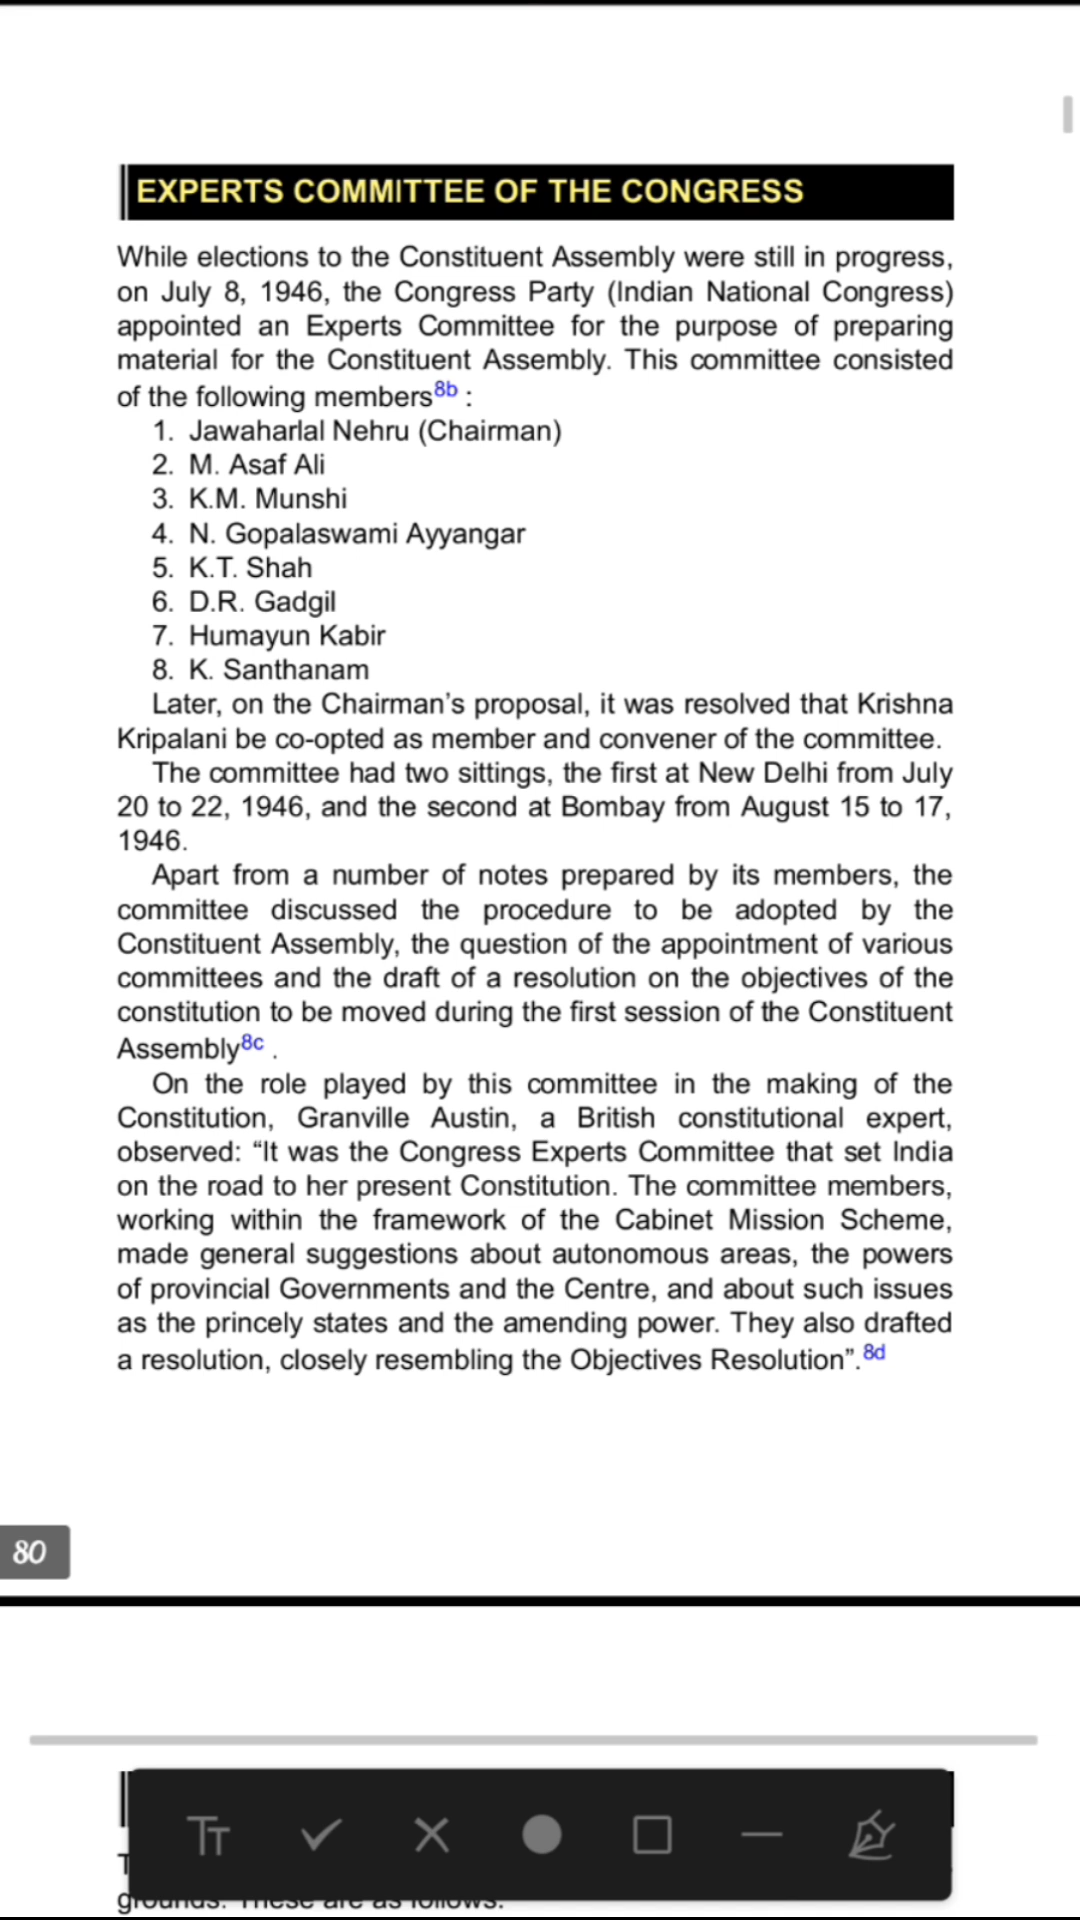 EXPERTS COMMITTEE OF THE CONGRESS
While elections to the Constituent Assembly were still in progress,
on July 8, 1946, the Congress Party (Indian National Congress)
appointed an Experts Committee for the purpose of preparing
material for the Constituent Assembly. This committee consisted
of the following members8b :
1. Jawaharlal Nehru (Chairman)
2. M. Asaf Ali
3. K.M. Munshi
4. N. Gopalaswami Ayyangar
5. K.T. Shah
6. D.R. Gadgil
7. Humayun Kabir
8. K. Santhanam
Later, on the Chairman’s proposal, it was resolved that Krishna
Kripalani be co-opted as member and convener of the committee.
The committee had two sittings, the first at New Delhi from July
20 to 22, 1946, and the second at Bombay from August 15 to 17,
1946.
Apart from a number of notes prepared by its members, the
committee discussed the procedure to be adopted by the
Constituent Assembly, the question of the appointment of various
committees and the draft of a resolution on the objectives of the
constitution to be moved during the first session of the Constituent
Assembly8c .
On the role played by this committee in the making of the
Constitution, Granville Austin, a British constitutional expert,
observed: “It was the Congress Experts Committee that set India
on the road to her present Constitution. The committee members,
working within the framework of the Cabinet Mission Scheme,
made general suggestions about autonomous areas, the powers
of provincial Governments and the Centre, and about such issues
as the princely states and the amending power. They also drafted
a resolution, closely resembling the Objectives Resolution”. 8d
80
grounds. These are as follows: